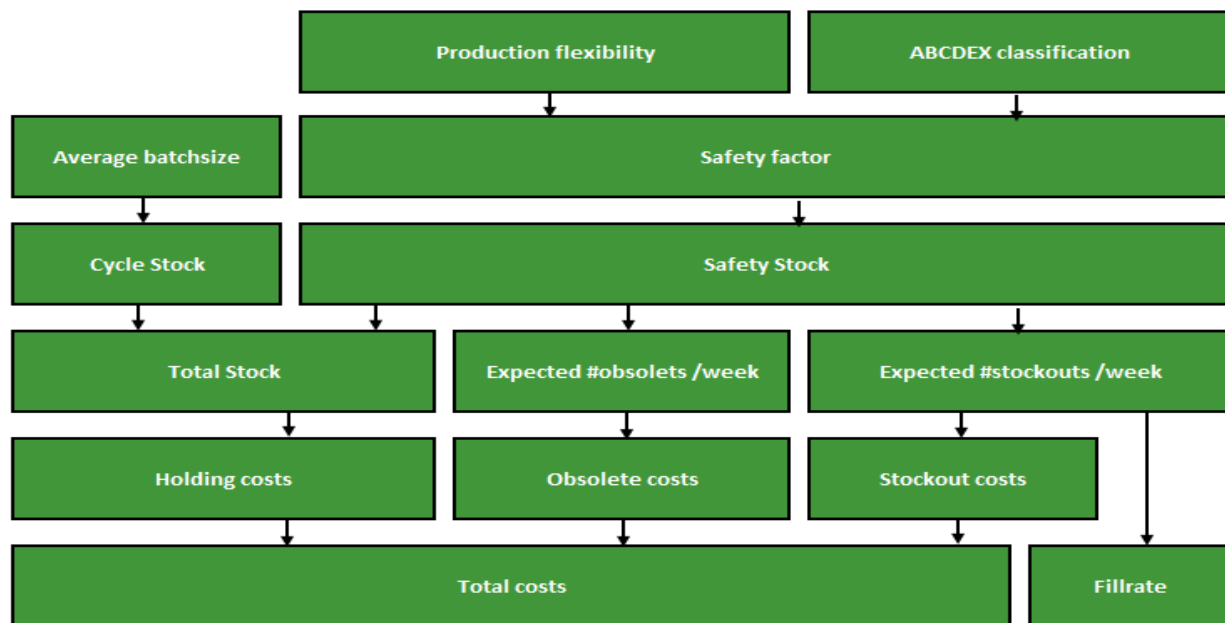 Production flexibility
ABCDEX classification
Average batchsize
Safety factor
Cycle Stock
Safety Stock
Total Stock
Expected #obsolets /week
Expected #stockouts /week
Holding costs
Obsolete costs
Stockout costs
Total costs
Fillrate